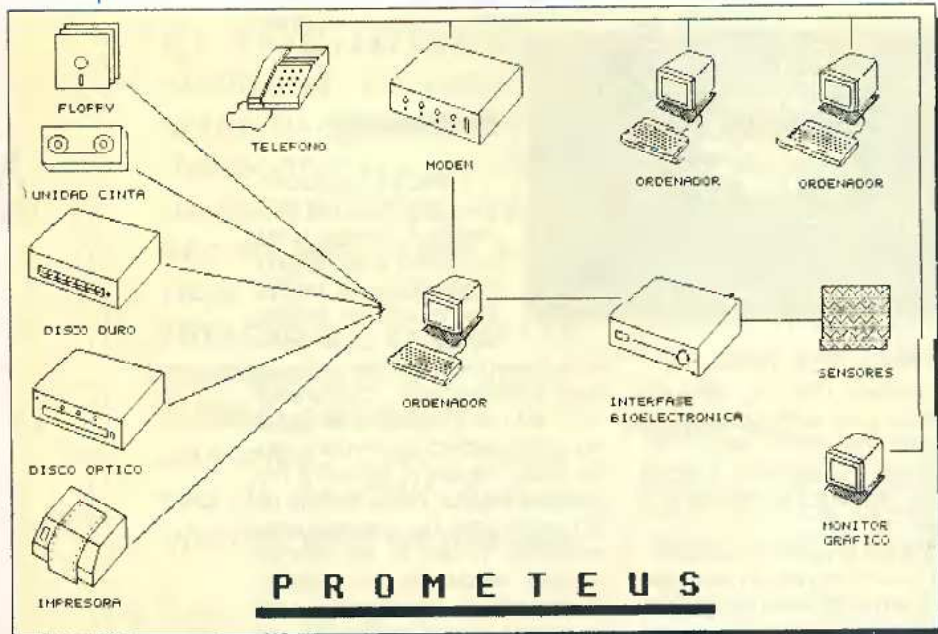 FLOPPY
TELEFONO
MODEM
ORDENADOR
ORDENADOR
UNIDAD CINTA
DISCO DURO
ORDENADOR
INTERFASE
BIOELECTRONICA
SENSORES
DISCO OPTICO
MONITOR
GRAFICO
IMPRESORA
PROMETEUS